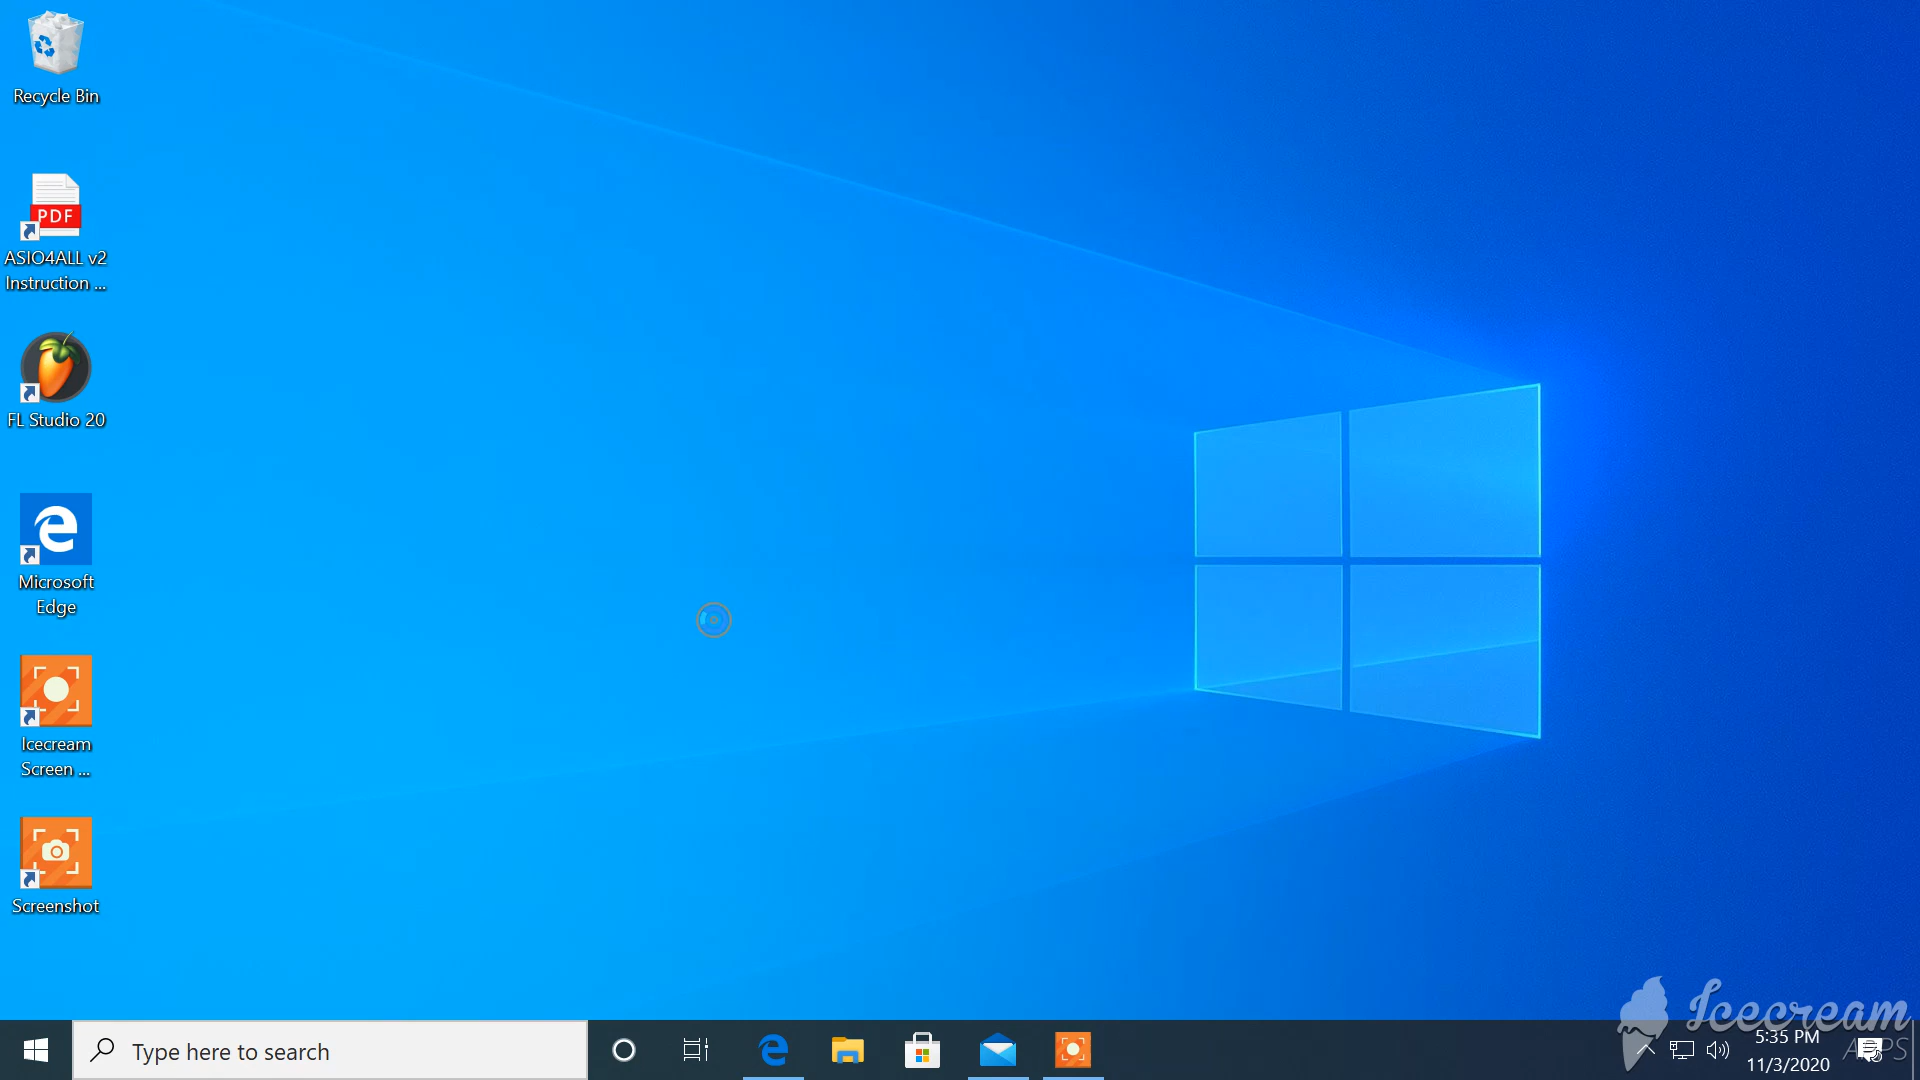 Recycle Bin
PDF
ASIO4ALL v2
Instruction ...
FL Studio 20
Microsoft
Edge
Icecream
Screen ...
Screenshot
Type here to search
Icecream
APPS
5:35 PM
11/3/2020